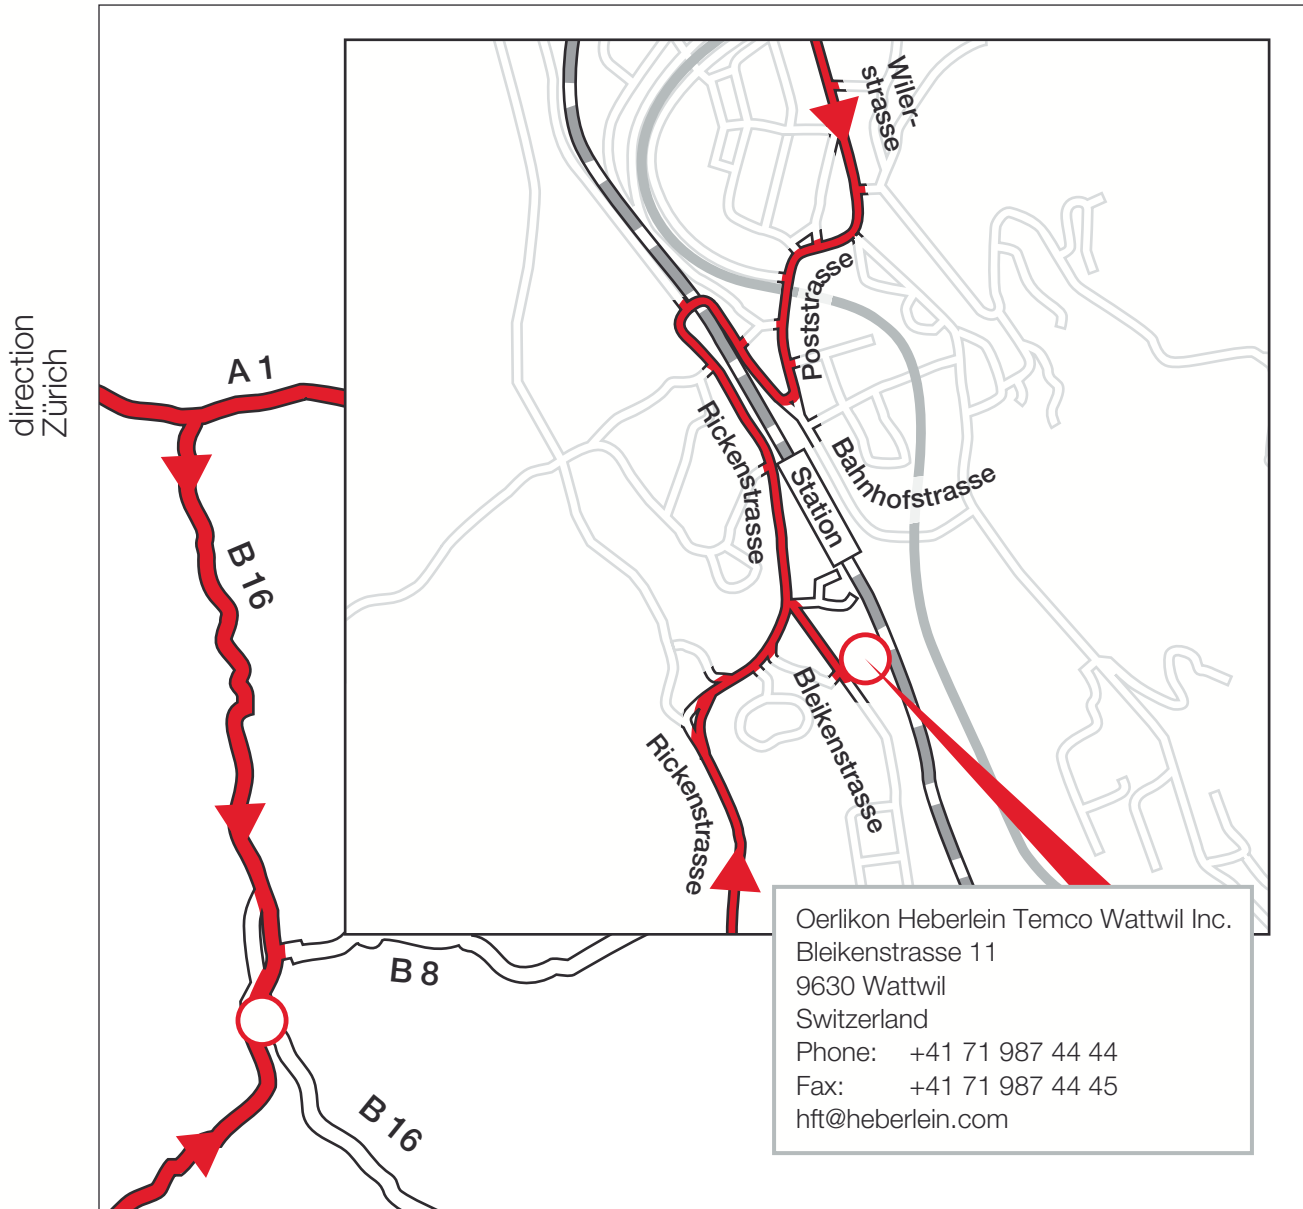 direction
Zürich
A 1
B 16
B 8
B 16
Wiler-
strasse
Poststrasse
Rickenstrasse
Bahnhofstrasse
Station
Bleikenstrasse
Rickenstrasse
Oerlikon Heberlein Temco Wattwil Inc.
Bleikenstrasse 11
9630 Wattwil
Switzerland
Phone: +41 71 987 44 44
Fax: +41 71 987 44 45
hft@heberlein.com